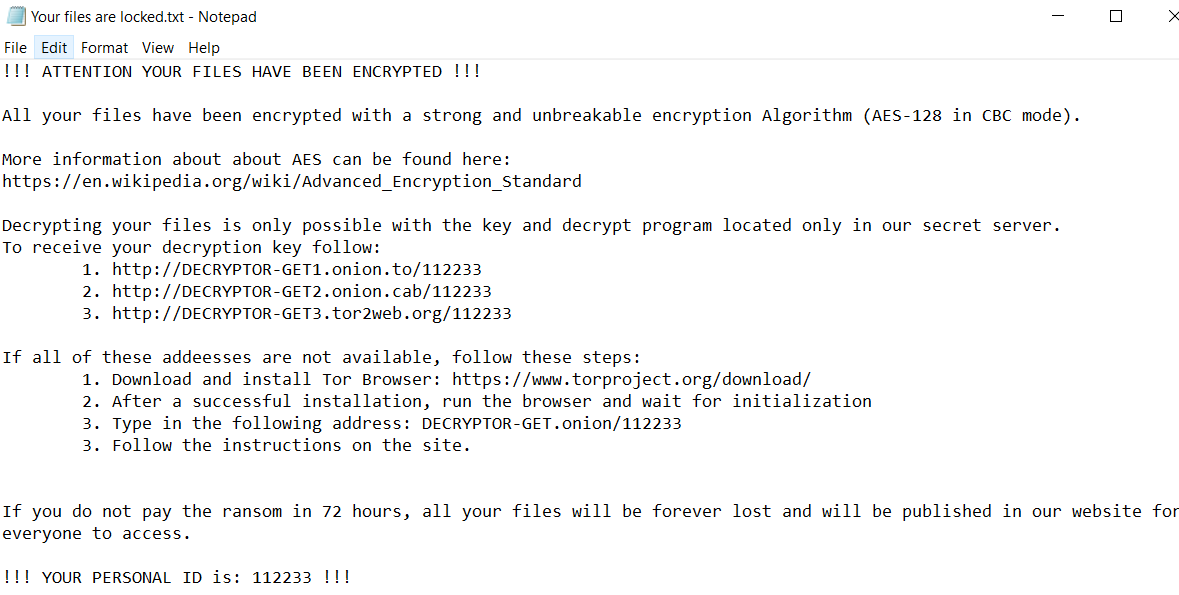 Your files are locked.txt - Notepad
File Edit Format View Help
!!! ATTENTION YOUR FILES HAVE BEEN ENCRYPTED !!!
All your files have been encrypted with a strong and unbreakable encryption Algorithm (AES-128 in CBC mode).
More information about about AES can be found here:
https://en.wikipedia.org/wiki/Advanced_Encryption_Standard
Decrypting your files is only possible with the key and decrypt program located only in our secret server.
To receive your decryption key follow:
1. http://DECRYPTOR-GET1.onion.to/112233
2. http://DECRYPTOR-GET2.onion.cab/112233
3. http://DECRYPTOR-GET3.tor2web.org/112233
If all of these addeesses are not available, follow these steps:
1. Download and install Tor Browser: https://www.torproject.org/download/
2. After a successful installation, run the browser and wait for initialization
3. Type in the following address: DECRYPTOR-GET.onion/112233
3. Follow the instructions on the site.
If you do not pay the ransom in 72 hours, all your files will be forever lost and will be published in our website for
everyone to access.
!!! YOUR PERSONAL ID is: 112233 !!!